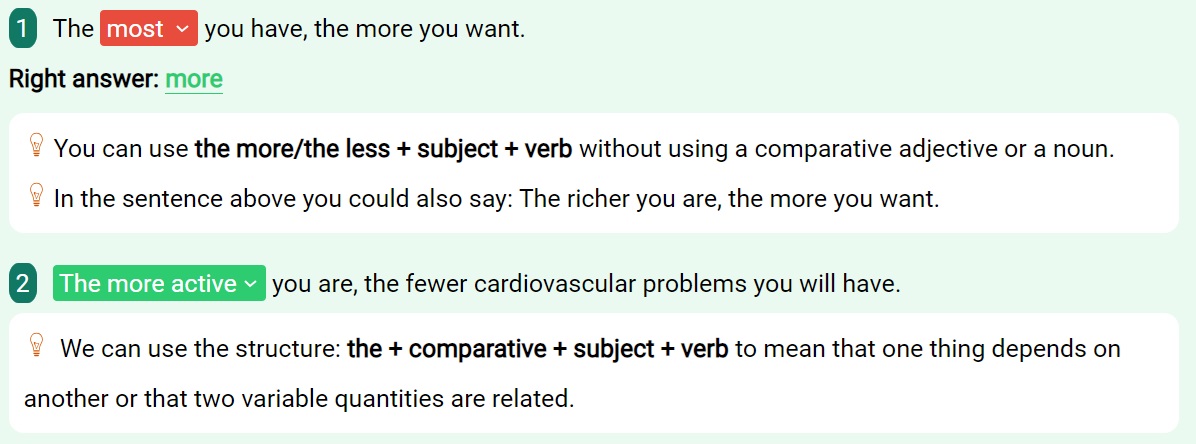 1 The most you have, the more you want.
Right answer: more
You can use the more/the less + subject + verb without using a comparative adjective or a noun.
In the sentence above you could also say: The richer you are, the more you want.
2 The more active you are, the fewer cardiovascular problems you will have.
We can use the structure: the + comparative + subject + verb to mean that one thing depends on
another or that two variable quantities are related.